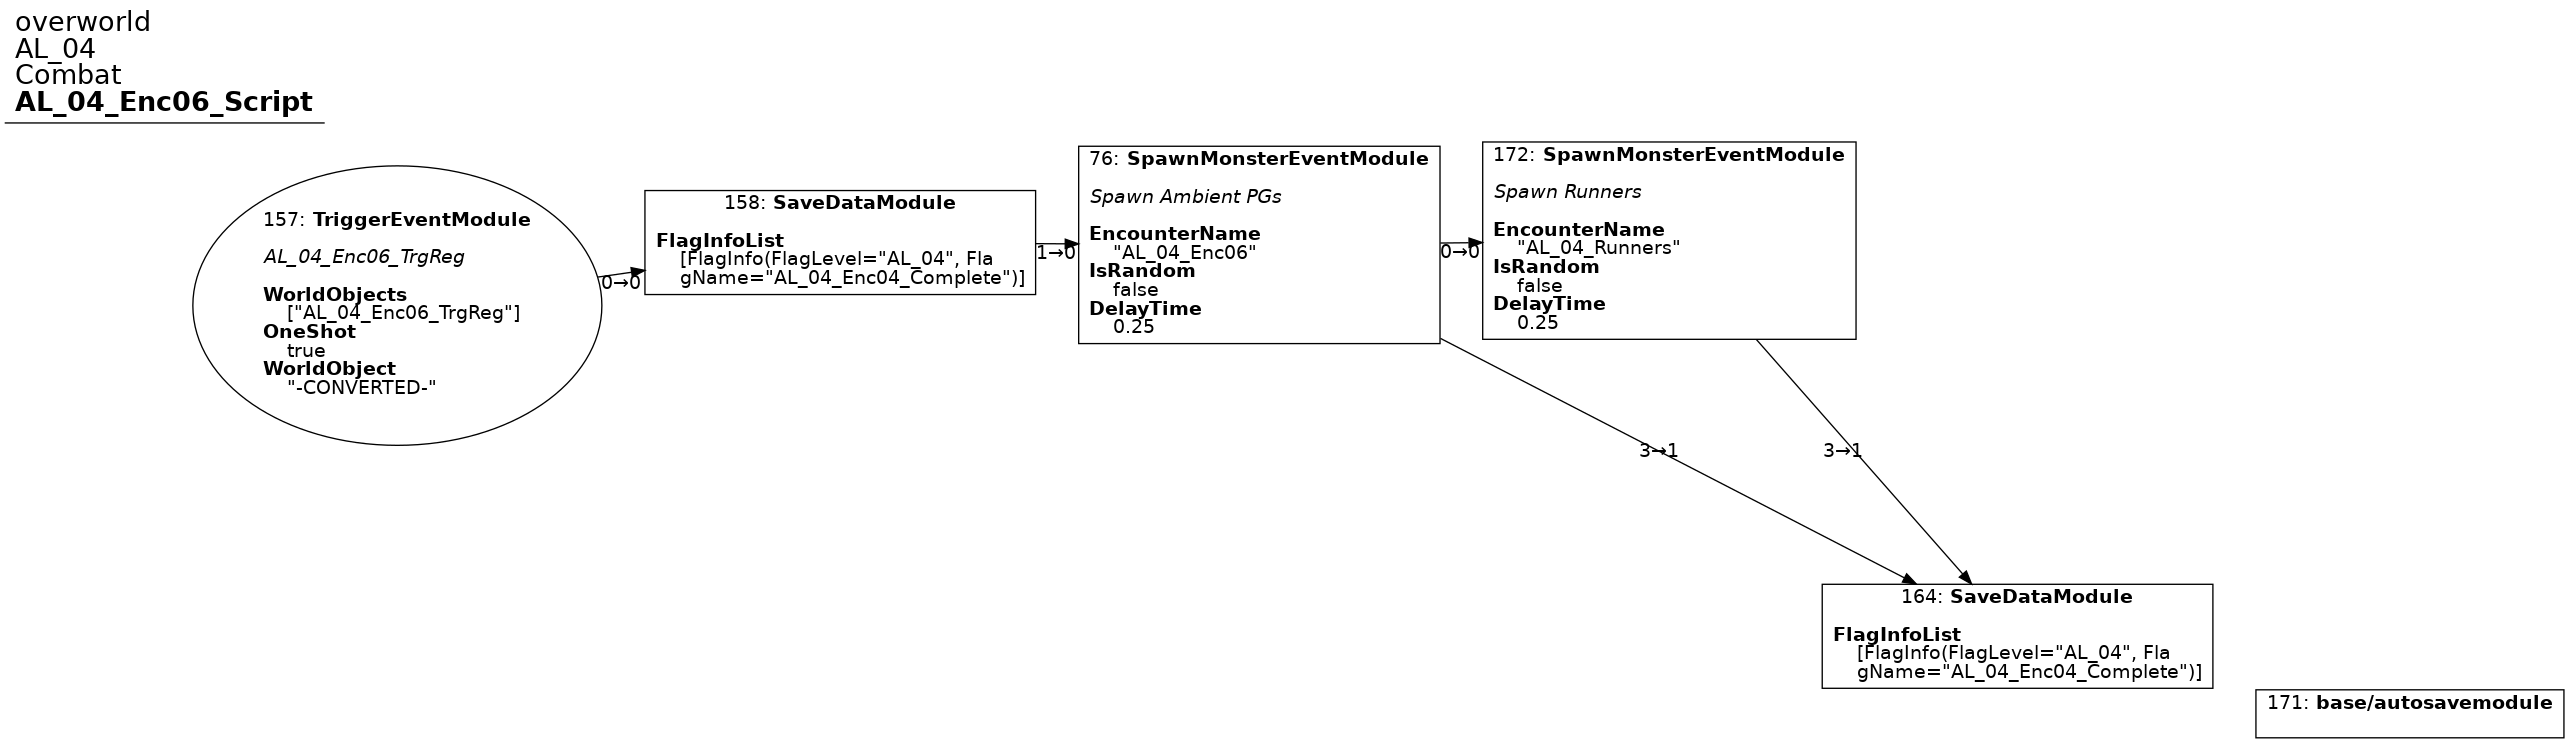 overworld
AL_04
Combat
AL_04_Enc06_Script
157: TriggerEventModule
AL_04_Enc06_TrgReg
WorldObjects
["AL_04_Enc06_TrgReg"]
OneShot
true
WorldObject
"-CONVERTED-"
0→0
158: SaveDataModule
FlagInfoList
[FlagInfo(FlagLevel="AL_04", Fla
gName="AL_04_Enc04_Complete")]
1→0
76: SpawnMonsterEventModule
Spawn Ambient PGs
EncounterName
"AL_04_Enc06"
IsRandom
false
DelayTime
0.25
0→0
172: SpawnMonsterEventModule
Spawn Runners
EncounterName
"AL_04_Runners"
IsRandom
false
DelayTime
0.25
3→1
3→1
164: SaveDataModule
FlagInfoList
[FlagInfo(FlagLevel="AL_04", Fla
gName="AL_04_Enc04_Complete")]
171: base/autosavemodule